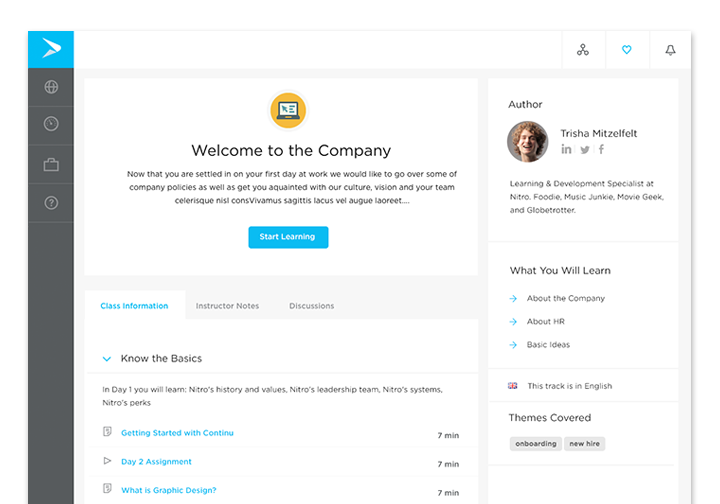 Welcome to the Company
Now that you are settled in on your first day at work we would like to go over some of
company policies as well as get you aquainted with our culture, vision and your team
celerisque nisl consVivamus sagittis lacus vel augue laoreet....
Start Learning
Class Information
Instructor Notes
Discussions
Know the Basics
In Day 1 you will learn: Nitro's history and values, Nitro's leadership team, Nitro's systems,
Nitro's perks
Getting Started with Continu
7 min
Day 2 Assignment
7 min
What is Graphic Design?
7 min
Author
Trisha Mitzelfelt
Learning & Development Specialist at
Nitro. Foodie, Music Junkie, Movie Geek,
and Globetrotter.
What You Will Learn
About the Company
About HR
Basic Ideas
This track is in English
Themes Covered
onboarding
new hire